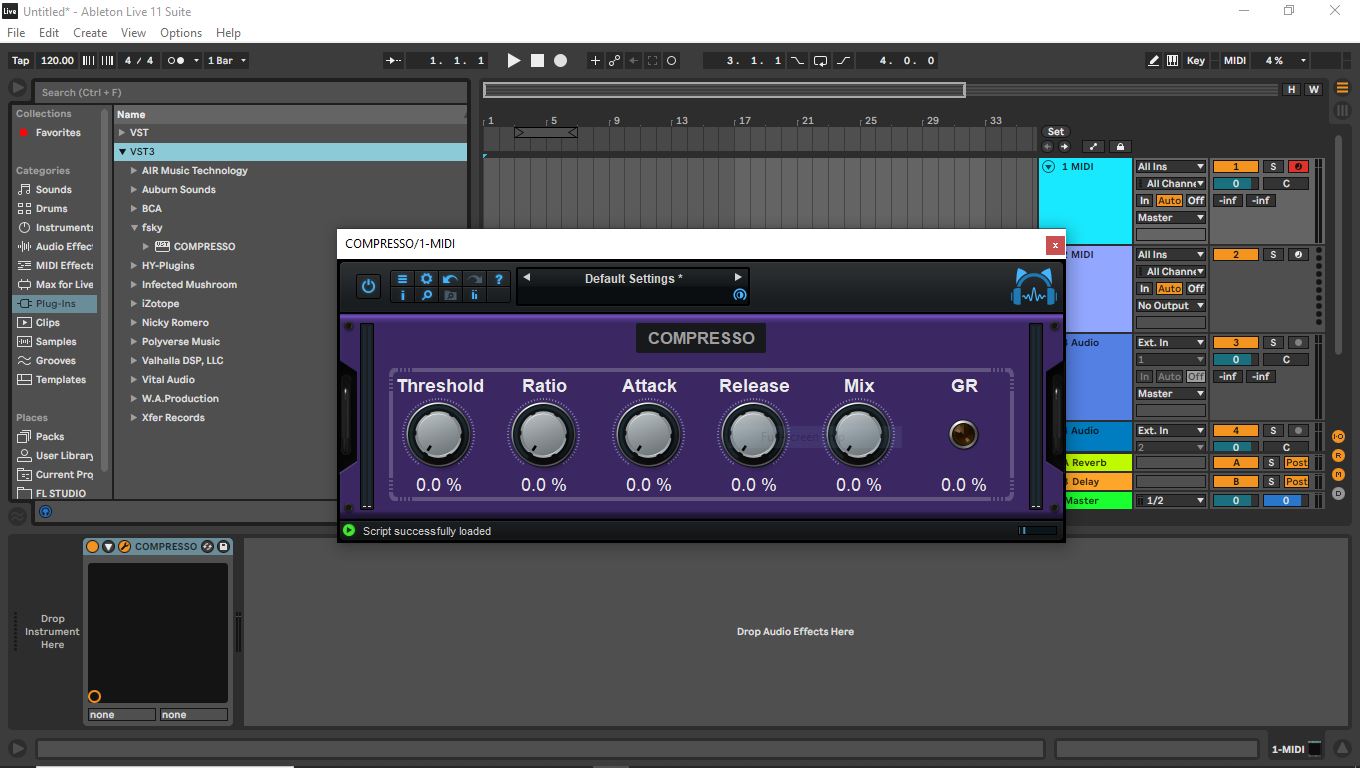 Live Untitled* - Ableton Live 11 Suite
File Edit Create View Options Help
Tap 120.00 4 / 4 1 Bar 1. 1. 1 3. 1. 1 4. 0. 0 Key MIDI 4 %
Search (Ctrl + F)
H W
Collections
Favorites
Categories
Sounds
Drums
Instruments
Audio Effec
MIDI Effects
Max for Live
Plug-Ins
Clips
Samples
Grooves
Templates
Places
Packs
User Library
Current Pro
FL STUDIO
Name
VST
VST3
AIR Music Technology
Auburn Sounds
BCA
fsky
COMPRESSO
HY-Plugins
Infected Mushroom
iZotope
Nicky Romero
Polyverse Music
Valhalla DSP, LLC
Vital Audio
W.A.Production
Xfer Records
1 5 9 13 17 21 25 29 33
Set
1 MIDI All Ins 1 S
All Channe 0 C
In Auto Off -inf -inf
Master
MIDI All Ins 2 S
All Channe
In Auto Off
No Output
Audio Ext. In 3 S
1 0 C
In Auto Off -inf -inf
Master
Audio Ext. In 4 S
2 0 C
Reverb A S Post
Delay B S Post
Master 1/2 0 0
I-O
R
M
D
COMPRESSO/1-MIDI x
Default Settings *
?
i
COMPRESSO
Threshold Ratio Attack Release Mix GR
0.0 % 0.0 % 0.0 % 0.0 % 0.0 % 0.0 %
Script successfully loaded
COMPRESSO
Drop
Instrument
Here
none none
Drop Audio Effects Here
1-MIDI